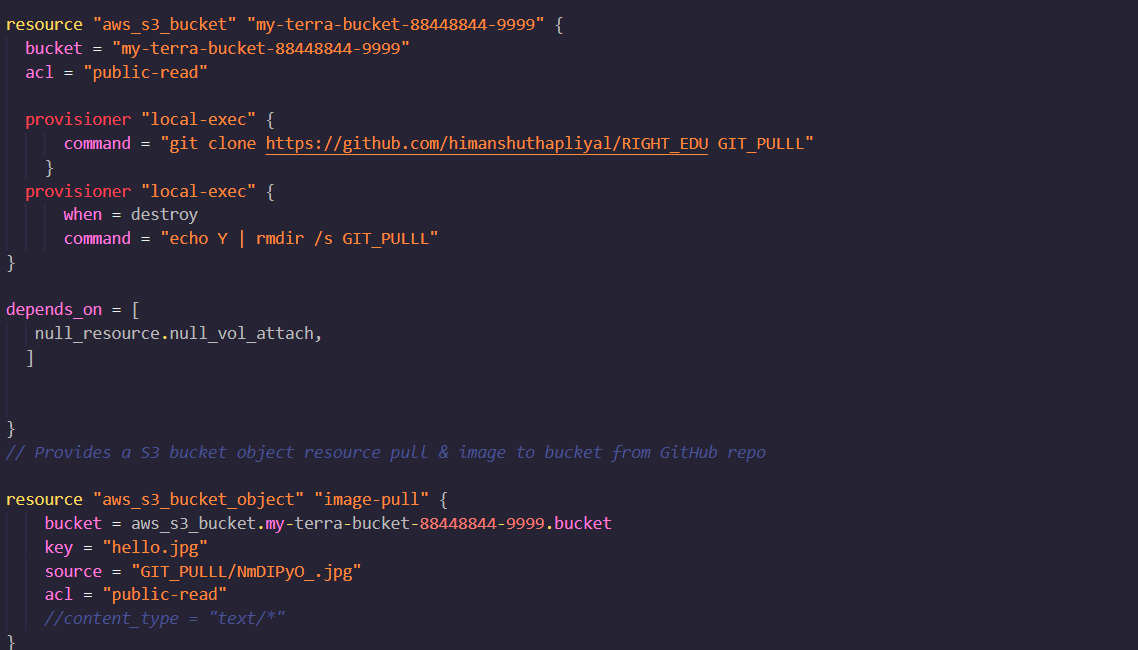 resource "aws_s3_bucket" "my-terra-bucket-88448844-9999" {
bucket = "my-terra-bucket-88448844-9999"
acl = "public-read"
provisioner "local-exec" {
command = "git clone https://github.com/himanshuthapliyal/RIGHT_EDU GIT_PULLL"
}
provisioner "local-exec" {
when = destroy
command = "echo Y | rmdir /s GIT_PULLL"
}
depends_on = [
null_resource.null_vol_attach,
]
}
// Provides a S3 bucket object resource pull & image to bucket from GitHub repo
resource "aws_s3_bucket_object" "image-pull" {
bucket = aws_s3_bucket.my-terra-bucket-88448844-9999.bucket
key = "hello.jpg"
source = "GIT_PULLL/NmDIPyO_.jpg"
acl = "public-read"
//content_type = "text/*"
}